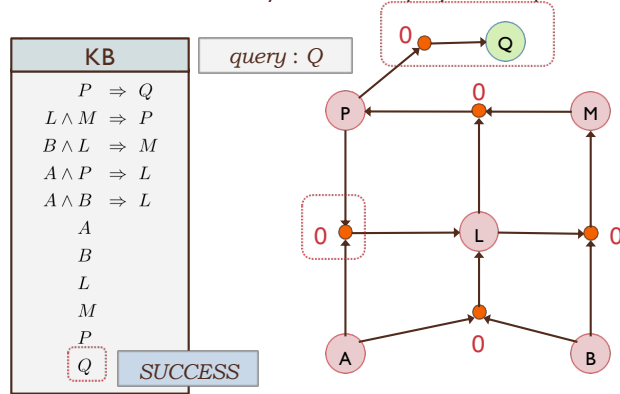 KB
query : Q
P ⇒ Q
L ∧ M ⇒ P
B ∧ L ⇒ M
A ∧ P ⇒ L
A ∧ B ⇒ L
A
B
L
M
P
Q
SUCCESS
0
Q
P
0
M
0
L
0
0
A
B